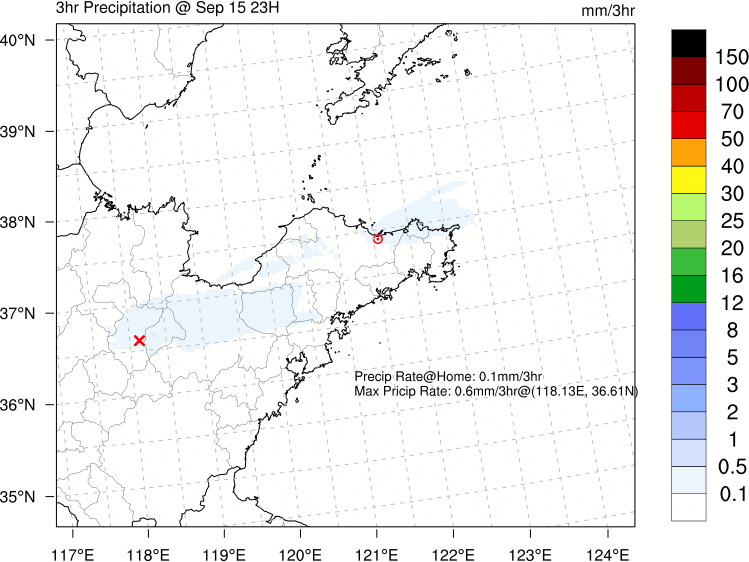 3hr Precipitation @ Sep 15 23H
mm/3hr
40°N
39°N
38°N
37°N
36°N
35°N
Precip Rate@Home: 0.1mm/3hr
Max Pricip Rate: 0.6mm/3hr@(118.13E, 36.61N)
117°E 118°E 119°E 120°E 121°E 122°E 123°E 124°E
150
100
70
50
40
30
25
20
16
12
8
5
3
2
1
0.5
0.1